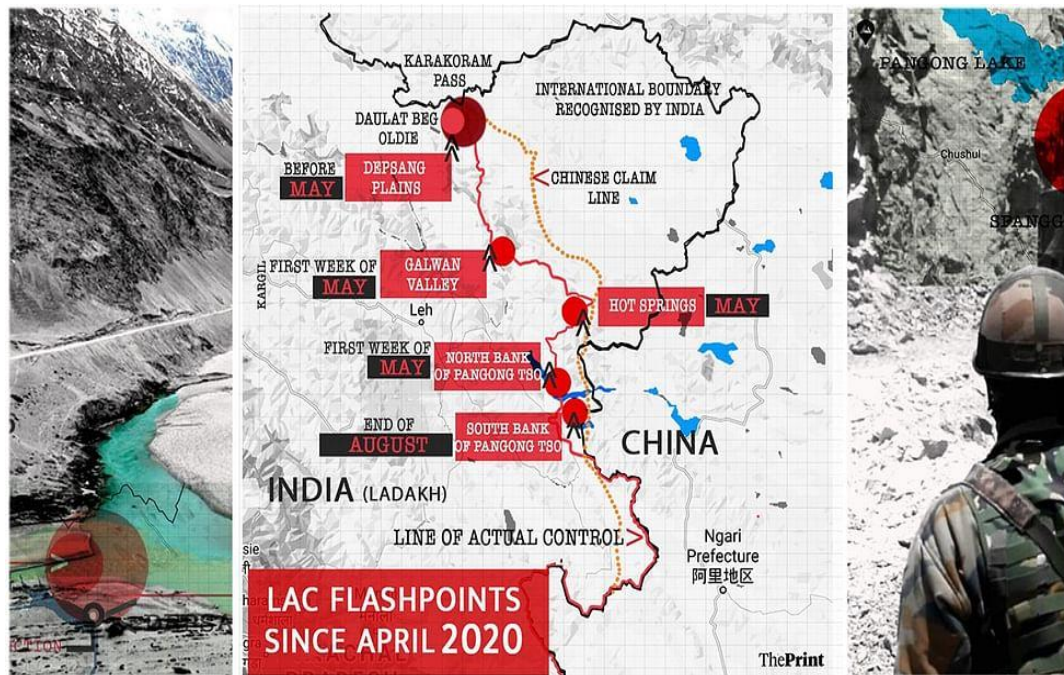 KARAKORAM
PASS
INTERNATIONAL BOUNDARY
RECOGNISED BY INDIA
DAULAT BEG
OLDIE
BEFORE
MAY
DEPSANG
PLAINS
CHINESE CLAIM
LINE
FIRST WEEK OF
MAY
GALWAN
VALLEY
KARGIL
Leh
HOT SPRINGS
MAY
FIRST WEEK OF
MAY
NORTH BANK
OF PANGONG TSO
END OF
AUGUST
SOUTH BANK
OF PANGONG TSO
CHINA
INDIA (LADAKH)
LINE OF ACTUAL CONTROL
Ngari
Prefecture
阿里地区
LAC FLASHPOINTS
SINCE APRIL 2020
ThePrint
PANGONG LAKE
Chushul